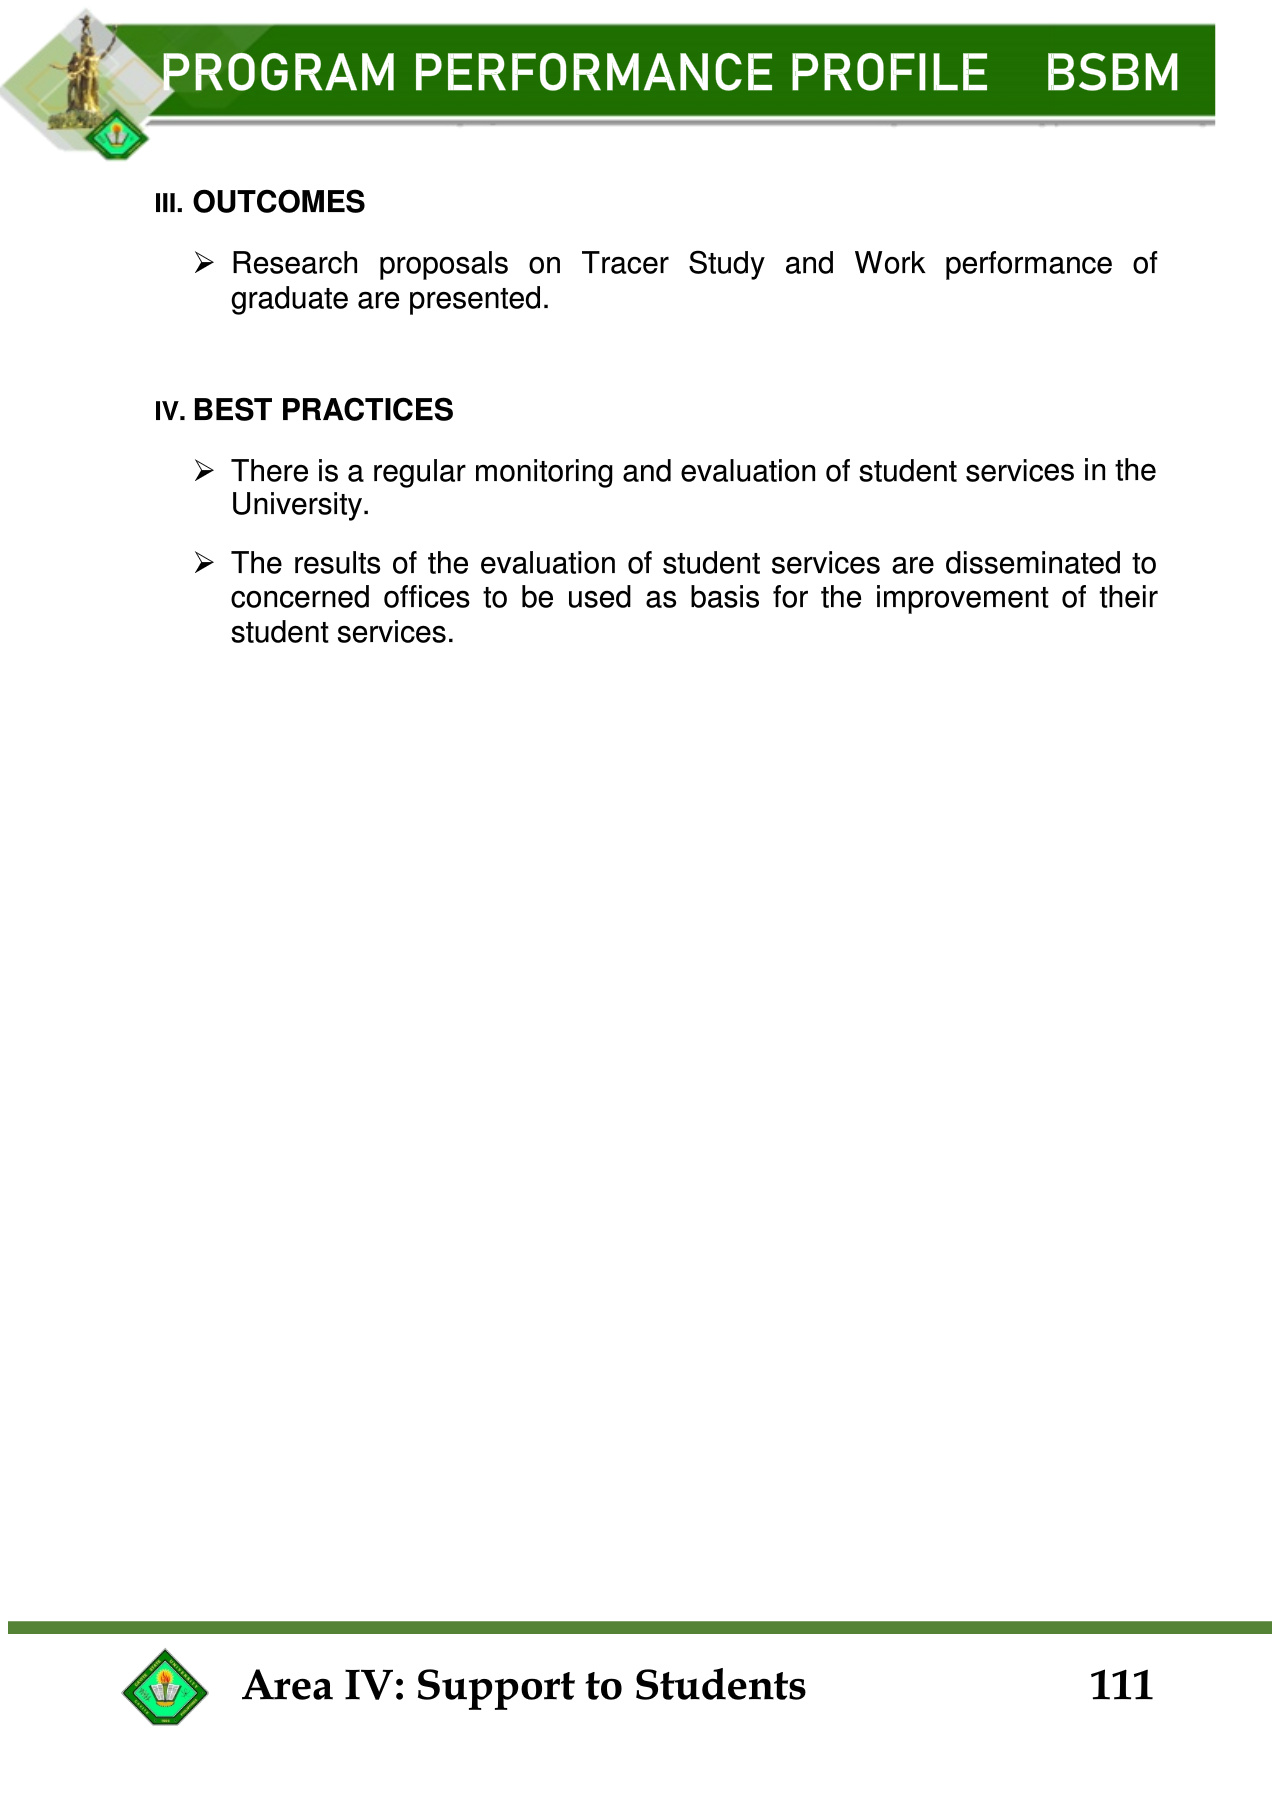 PROGRAM PERFORMANCE PROFILE BSBM
III. OUTCOMES
➢ Research proposals on Tracer Study and Work performance of
graduate are presented.
IV. BEST PRACTICES
➢ There is a regular monitoring and evaluation of student services in the
University.
➢ The results of the evaluation of student services are disseminated to
concerned offices to be used as basis for the improvement of their
student services.
Area IV: Support to Students 111